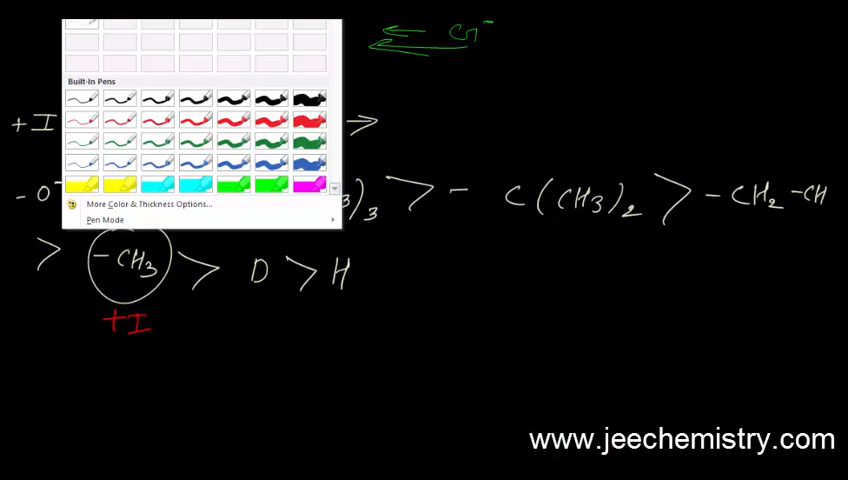 Built-In Pens
+I
-O
)3 > - C(CH3)2 > -CH2-CH
More Color & Thickness Options...
Pen Mode
> -CH3 > D > H
+I
www.jeechemistry.com